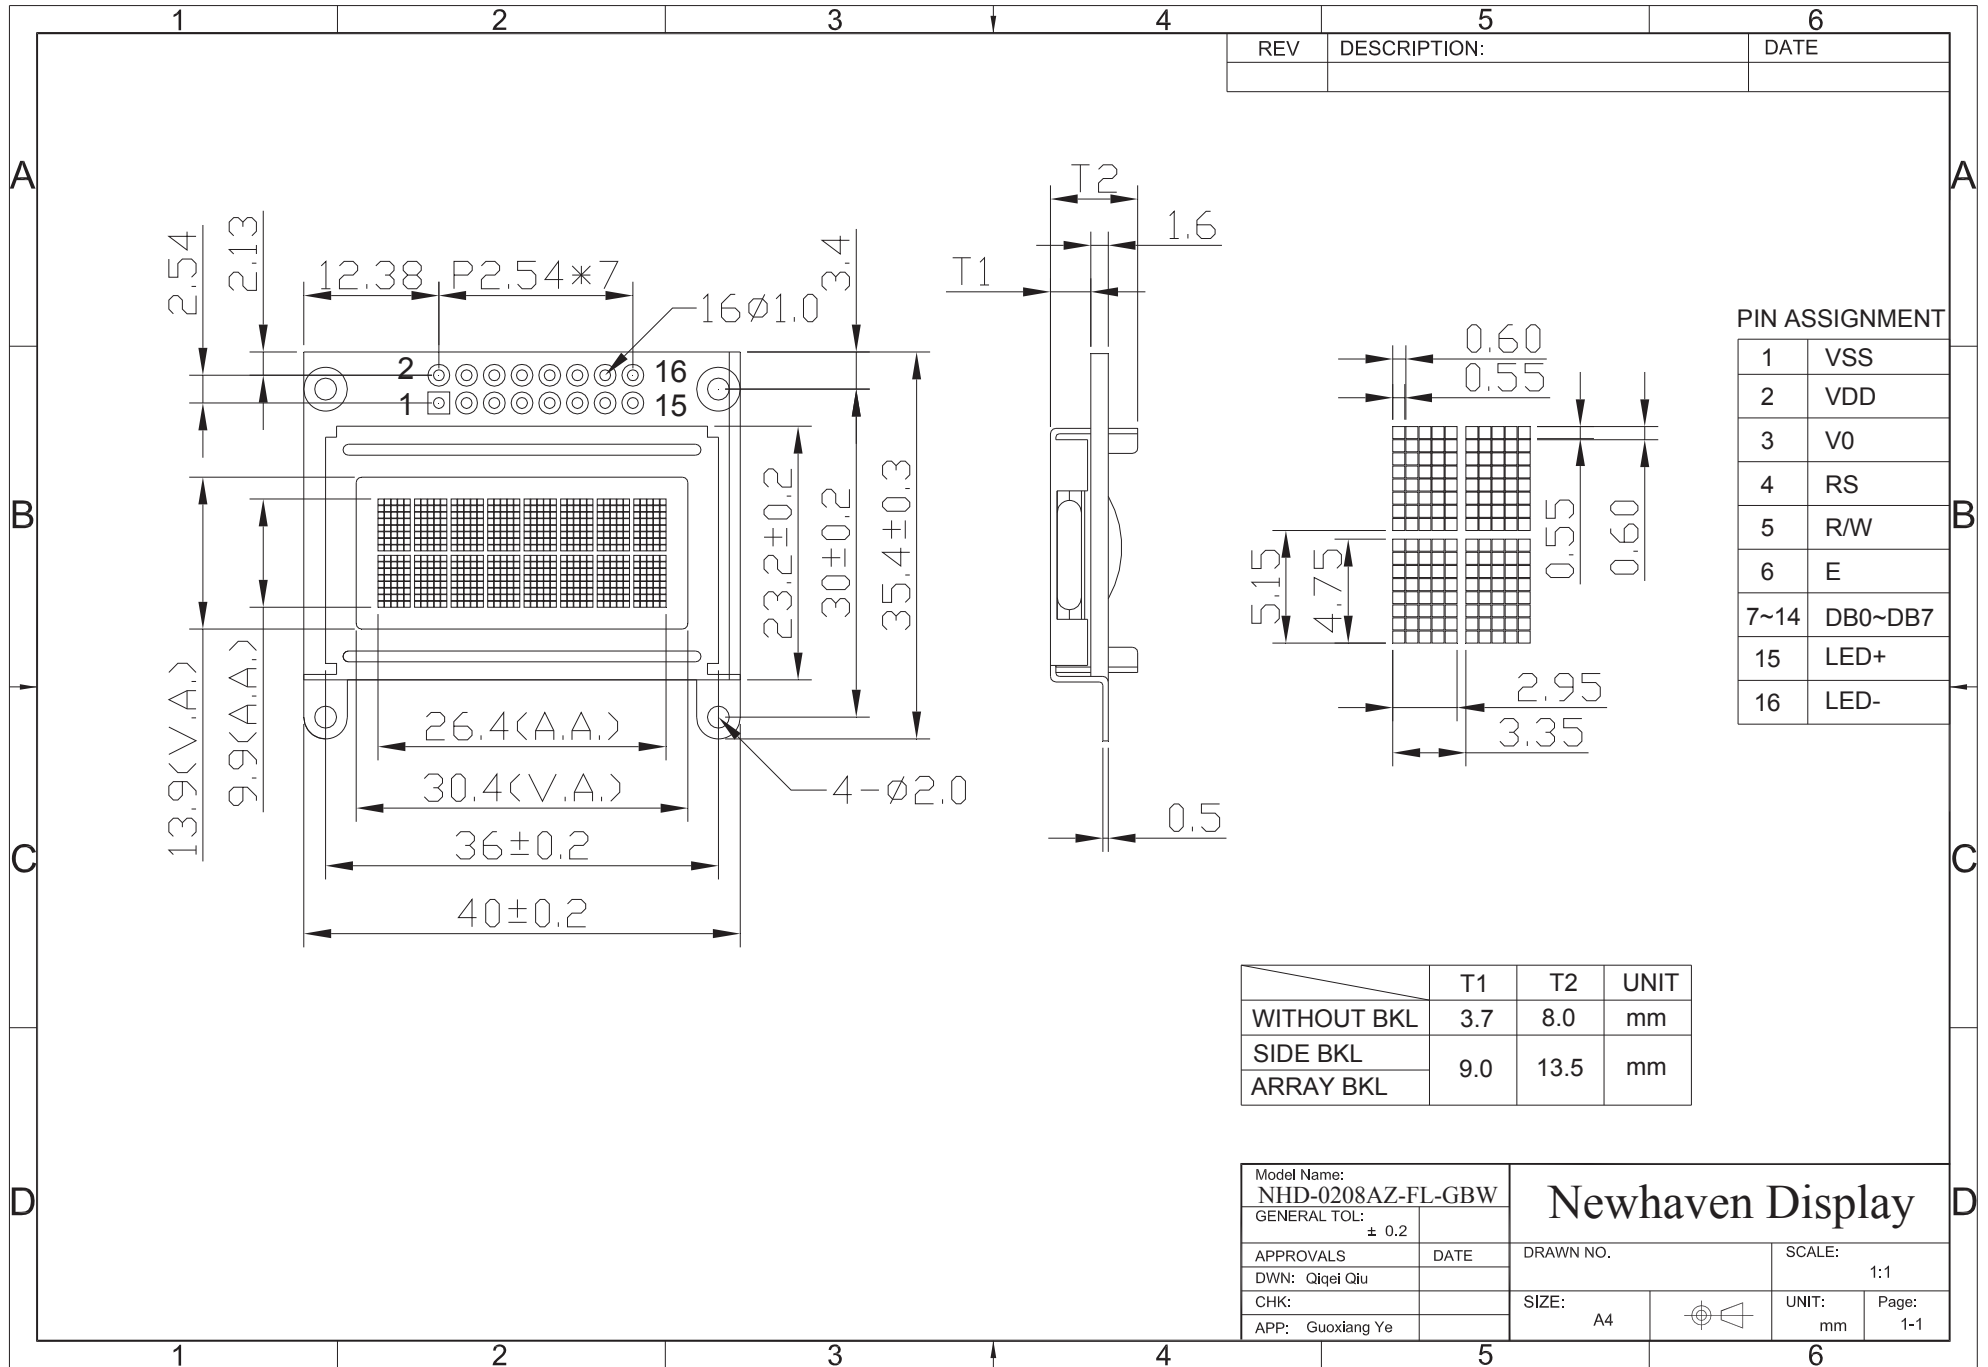 1 2 3 4 5 6
REV DESCRIPTION: DATE
A A
T2
1.6
T1
2.54
2.13
12.38 P2.54*7
3.4
16ø1.0
2 16
1 15
0.60
0.55
PIN ASSIGNMENT
1 VSS
2 VDD
3 V0
4 RS
5 R/W
6 E
7~14 DB0~DB7
15 LED+
16 LED-
B B
23.2±0.2
30±0.2
35.4±0.3
5.15
4.75
0.55
0.60
13.9(V.A.)
9.9(A.A.)
26.4(A.A.)
30.4(V.A.)
4-ø2.0
36±0.2
40±0.2
2.95
3.35
0.5
C C
T1 T2 UNIT
WITHOUT BKL 3.7 8.0 mm
SIDE BKL
9.0 13.5 mm
ARRAY BKL
D D
Model Name:
NHD-0208AZ-FL-GBW
Newhaven Display
GENERAL TOL:
± 0.2
APPROVALS DATE
DRAWN NO.
SCALE:
1:1
DWN: Qiqei Qiu
CHK:
SIZE:
A4
UNIT:
mm
Page:
1-1
APP: Guoxiang Ye
1 2 3 4 5 6